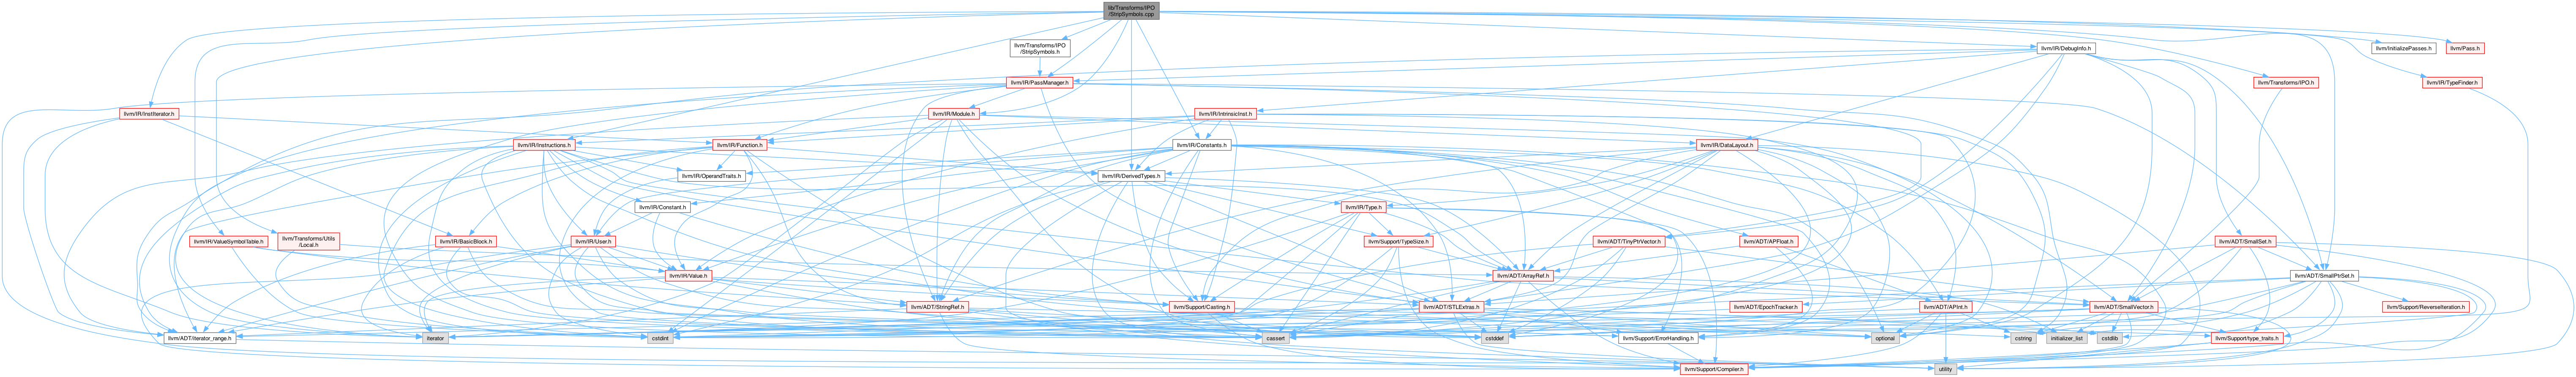 lib/Transforms/IPO
/StripSymbols.cpp
llvm/Transforms/IPO
/StripSymbols.h
llvm/IR/DebugInfo.h
llvm/InitializePasses.h
llvm/Pass.h
llvm/IR/PassManager.h
llvm/Transforms/IPO.h
llvm/IR/TypeFinder.h
llvm/IR/InstIterator.h
llvm/IR/Module.h
llvm/IR/IntrinsicInst.h
llvm/IR/Instructions.h
llvm/IR/Function.h
llvm/IR/Constants.h
llvm/IR/DataLayout.h
llvm/IR/OperandTraits.h
llvm/IR/DerivedTypes.h
llvm/IR/Constant.h
llvm/IR/Type.h
llvm/IR/ValueSymbolTable.h
llvm/Transforms/Utils
/Local.h
llvm/IR/BasicBlock.h
llvm/IR/User.h
llvm/Support/TypeSize.h
llvm/ADT/TinyPtrVector.h
llvm/ADT/APFloat.h
llvm/ADT/SmallSet.h
llvm/IR/Value.h
llvm/ADT/ArrayRef.h
llvm/ADT/SmallPtrSet.h
llvm/ADT/StringRef.h
llvm/Support/Casting.h
llvm/ADT/STLExtras.h
llvm/ADT/EpochTracker.h
llvm/ADT/APInt.h
llvm/ADT/SmallVector.h
llvm/Support/ReverseIteration.h
llvm/ADT/iterator_range.h
iterator
cstdint
cassert
cstddef
llvm/Support/ErrorHandling.h
optional
cstring
initializer_list
cstdlib
llvm/Support/type_traits.h
llvm/Support/Compiler.h
utility